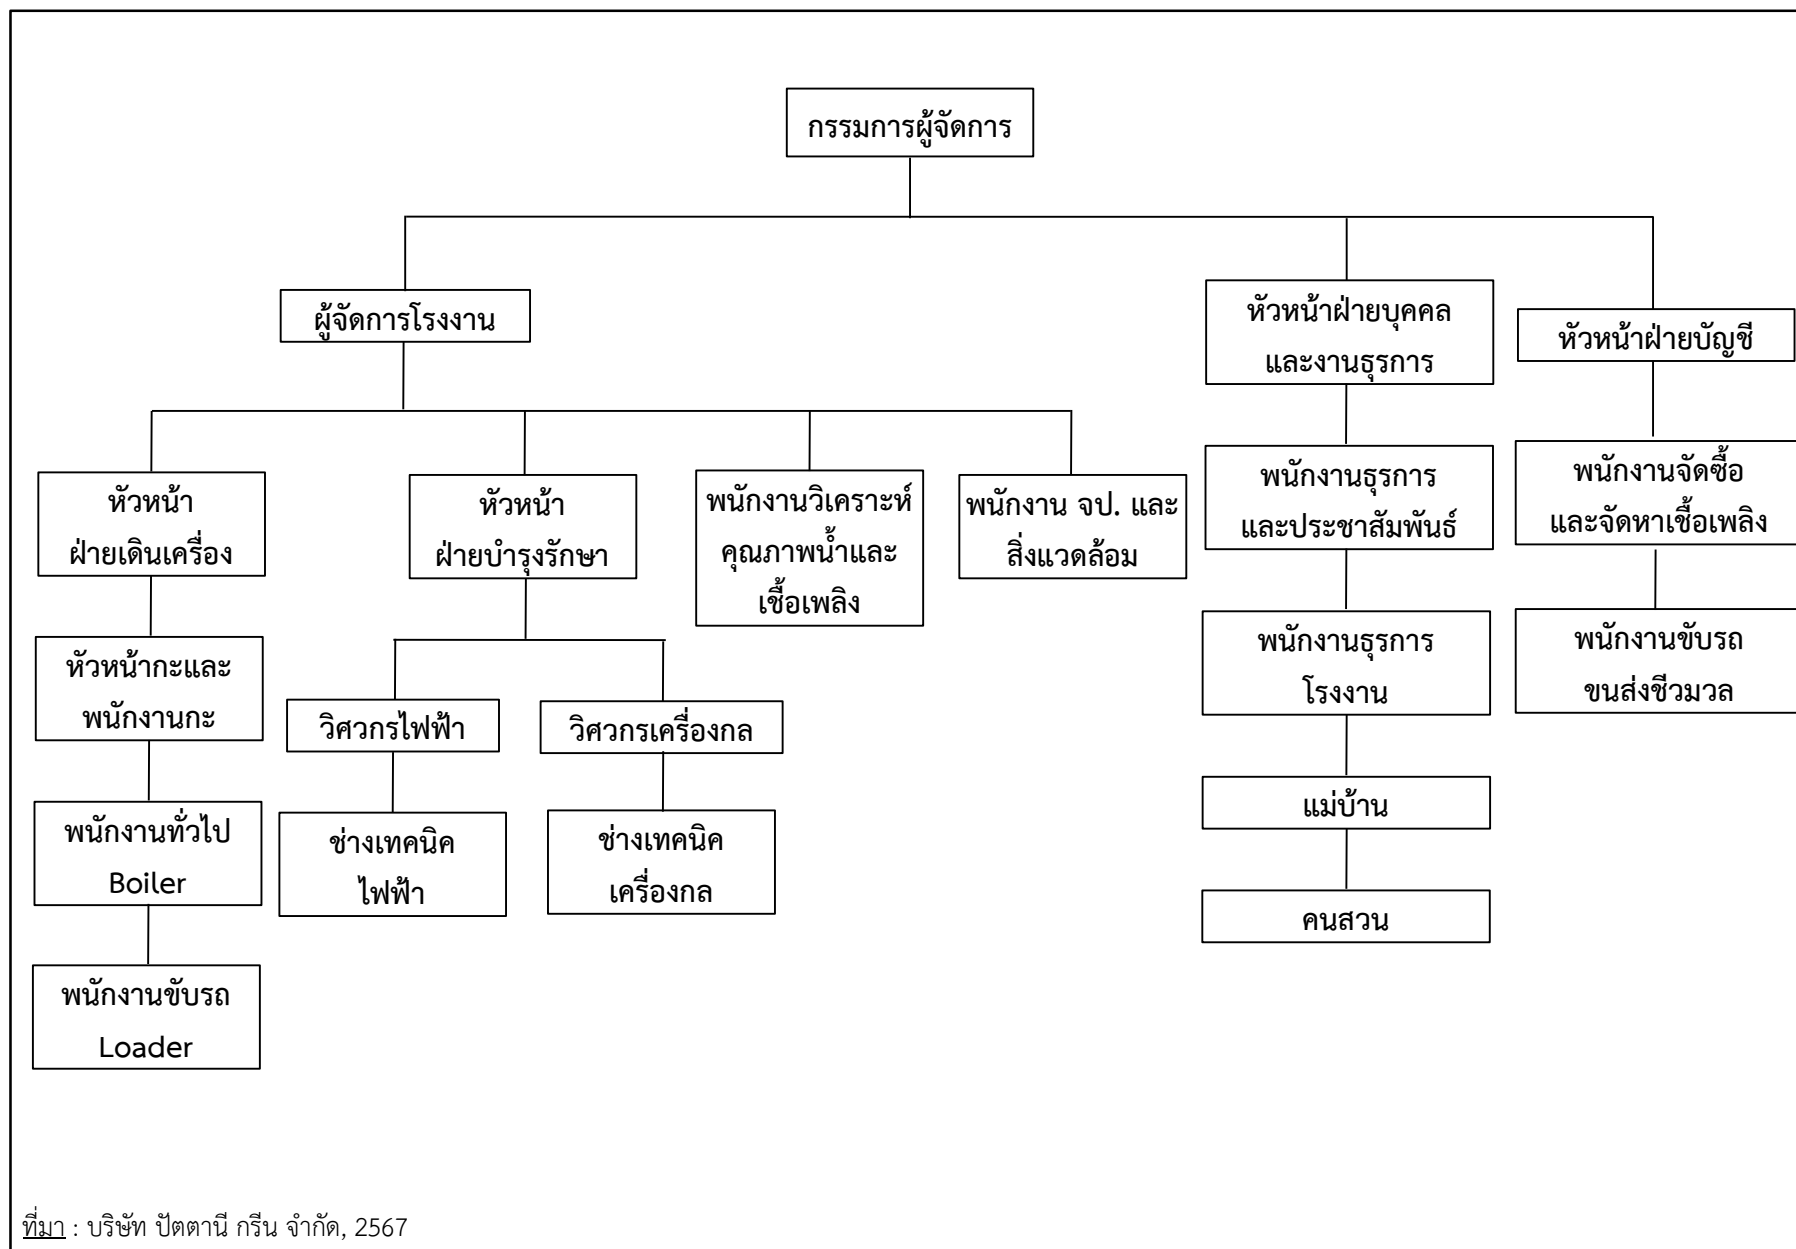 กรรมการผู้จัดการ
ผู้จัดการโรงงาน
หัวหน้าฝ่ายบุคคล
และงานธุรการ
หัวหน้าฝ่ายบัญชี
หัวหน้า
ฝ่ายเดินเครื่อง
หัวหน้า
ฝ่ายบำรุงรักษา
พนักงานวิเคราะห์
คุณภาพน้ำและ
เชื้อเพลิง
พนักงาน จป. และ
สิ่งแวดล้อม
พนักงานธุรการ
และประชาสัมพันธ์
พนักงานจัดซื้อ
และจัดหาเชื้อเพลิง
หัวหน้ากะและ
พนักงานกะ
วิศวกรไฟฟ้า
วิศวกรเครื่องกล
พนักงานธุรการ
โรงงาน
พนักงานขับรถ
ขนส่งชีวมวล
พนักงานทั่วไป
Boiler
ช่างเทคนิค
ไฟฟ้า
ช่างเทคนิค
เครื่องกล
แม่บ้าน
คนสวน
พนักงานขับรถ
Loader
ที่มา : บริษัท ปัตตานี กรีน จำกัด, 2567